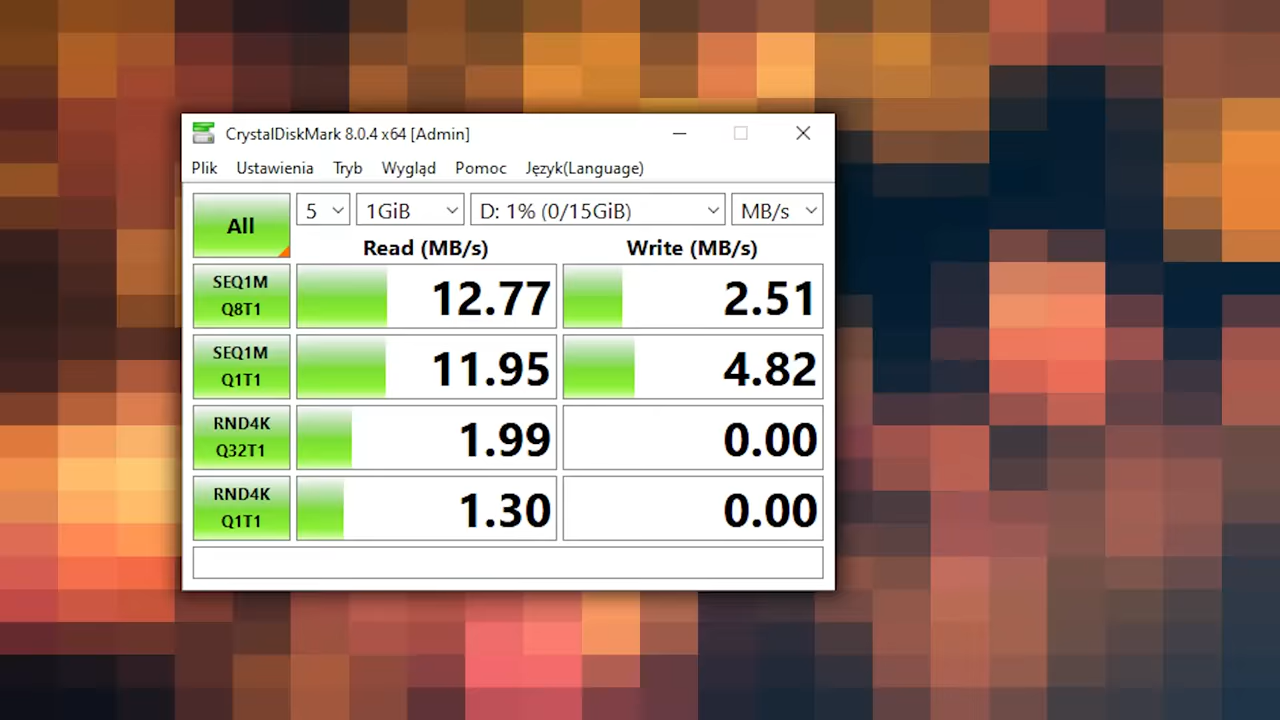 CrystalDiskMark 8.0.4 x64 [Admin]
Plik Ustawienia Tryb Wygląd Pomoc Język(Language)
All 5 1GiB D: 1% (0/15GiB) MB/s
Read (MB/s) Write (MB/s)
SEQ1M
Q8T1 12.77 2.51
SEQ1M
Q1T1 11.95 4.82
RND4K
Q32T1 1.99 0.00
RND4K
Q1T1 1.30 0.00